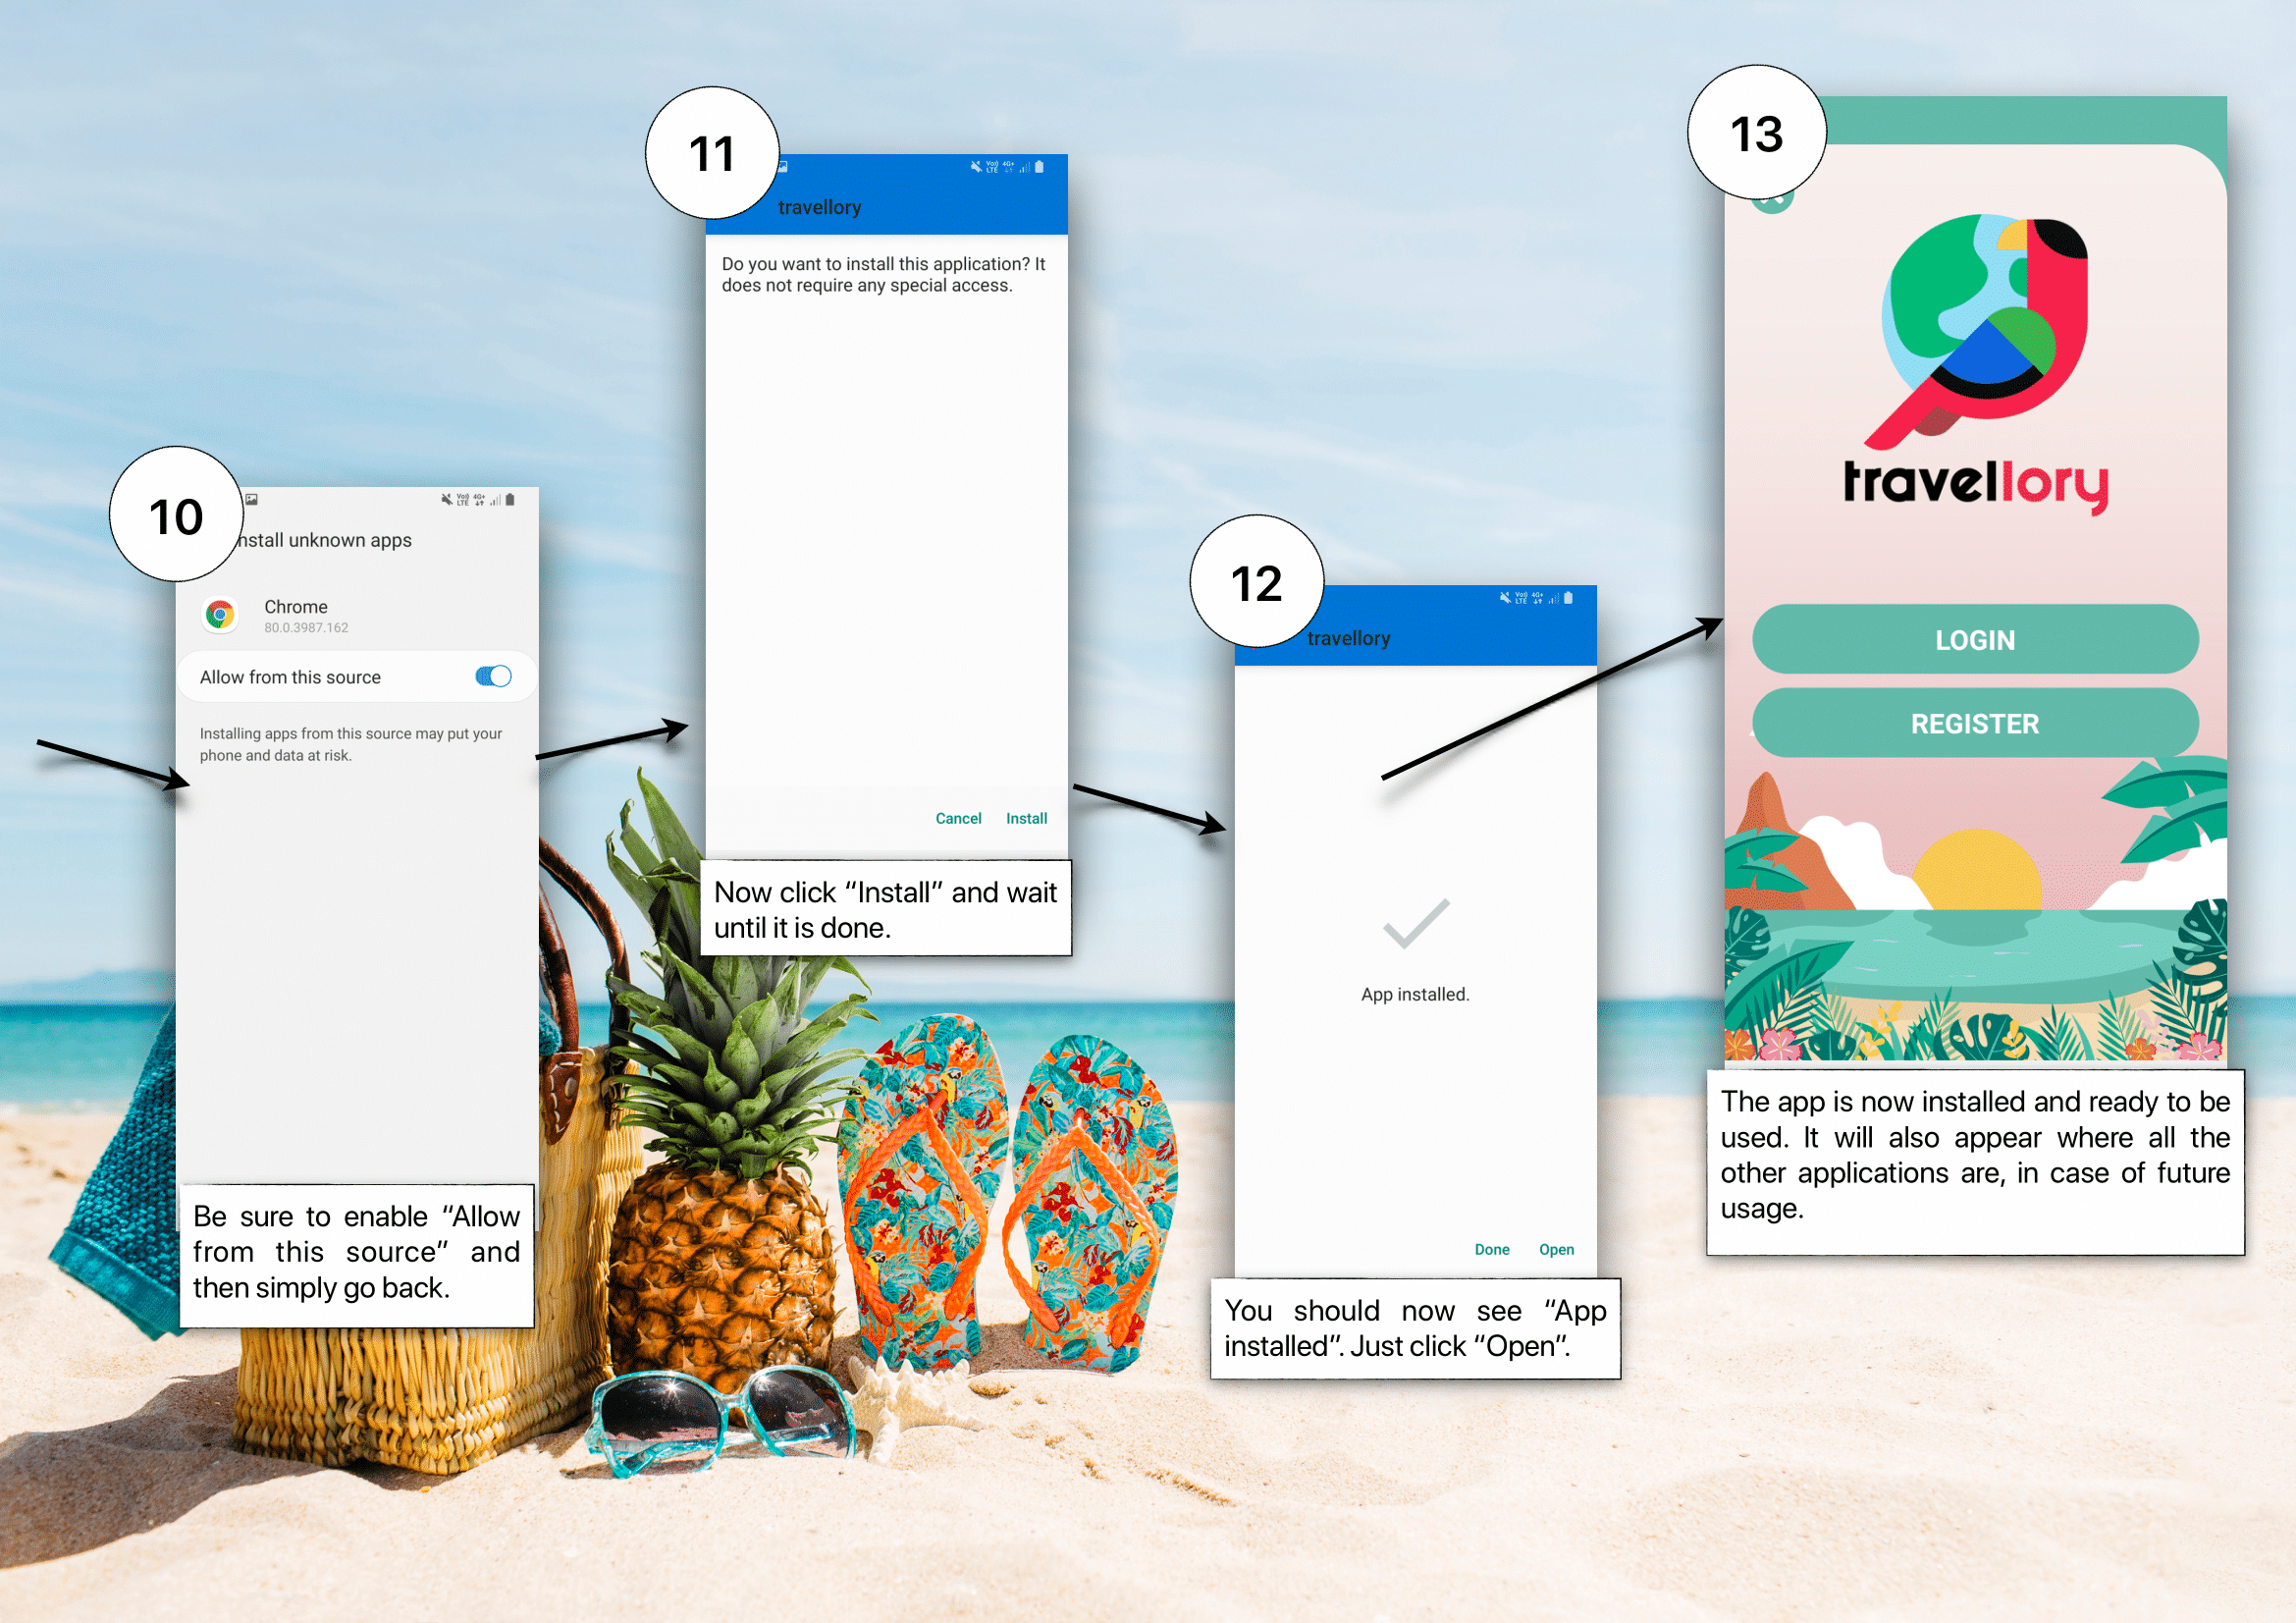 10
Install unknown apps
Chrome
80.0.3987.162
Allow from this source
Installing apps from this source may put your
phone and data at risk.
Be sure to enable “Allow
from this source” and
then simply go back.
11
Vo))
LTE
4G+
travellory
Do you want to install this application? It
does not require any special access.
Cancel Install
Now click “Install” and wait
until it is done.
12
travellory
App installed.
Done Open
You should now see “App
installed”. Just click “Open”.
13
travellory
LOGIN
REGISTER
The app is now installed and ready to be
used. It will also appear where all the
other applications are, in case of future
usage.